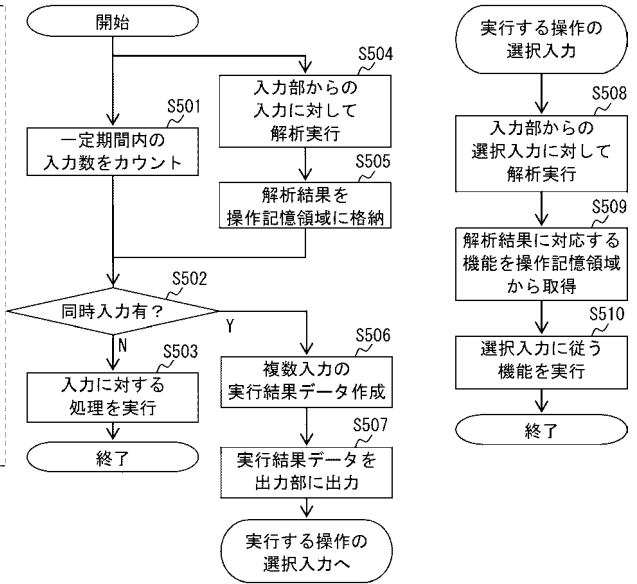 開始
S501
一定期間内の
入力数をカウント
S504
入力部からの
入力に対して
解析実行
S505
解析結果を
操作記憶領域に格納
S502
同時入力有?
N
Y
S503
入力に対する
処理を実行
終了
S506
複数入力の
実行結果データ作成
S507
実行結果データを
出力部に出力
実行する操作の
選択入力へ
実行する操作の
選択入力
S508
入力部からの
選択入力に対して
解析実行
S509
解析結果に対応する
機能を操作記憶領域
から取得
S510
選択入力に従う
機能を実行
終了